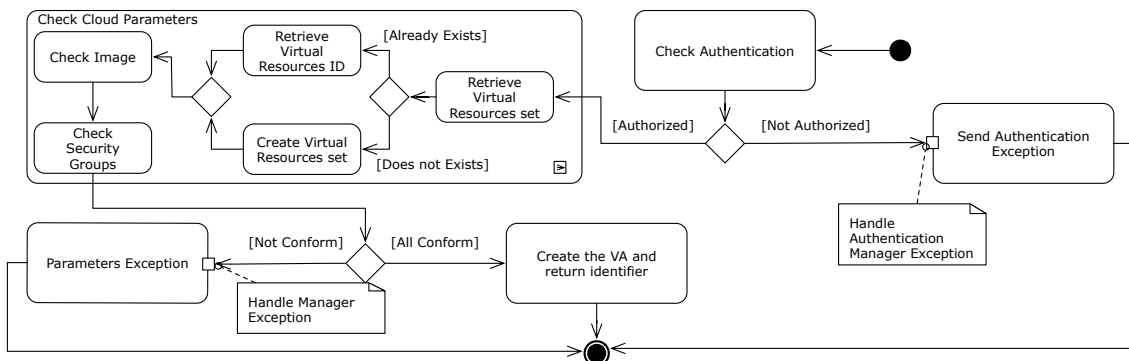 Check Cloud Parameters
Check Image
Retrieve
Virtual
Resources ID
[Already Exists]
Retrieve
Virtual
Resources set
Check
Security
Groups
Create Virtual
Resources set
[Does not Exists]
Check Authentication
[Authorized]
[Not Authorized]
Send Authentication
Exception
Handle
Authentication
Manager Exception
Parameters Exception
[Not Conform]
[All Conform]
Create the VA and
return identifier
Handle Manager
Exception